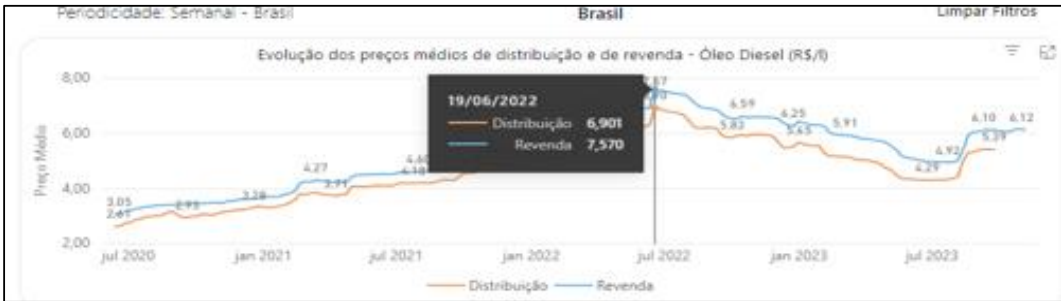 Periodicidade: Semanal - Brasil
Brasil
Limpar Filtros
Evolução dos preços médios de distribuição e de revenda - Óleo Diesel (R$/l)
Preço Médio
8,00
6,00
4,00
2,00
19/06/2022
Distribuição 6,901
Revenda 7,570
3.05
2.61
2.93
3.28
4.27
3.71
4.60
4.18
6.59
5.83
6.25
5.65
5.91
4.92
4.29
6.10
5.39
6.12
jul 2020 jan 2021 jul 2021 jan 2022 jul 2022 jan 2023 jul 2023
Distribuição Revenda